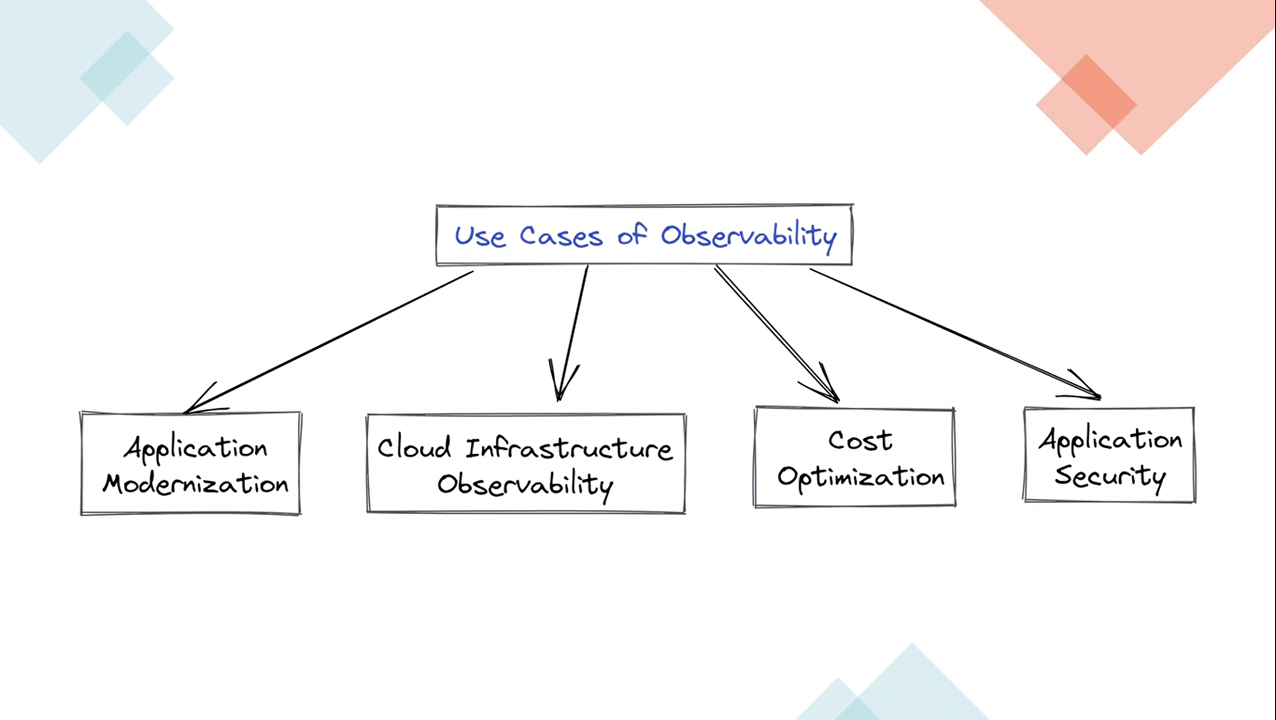 Use Cases of Observability
Application
Modernization
Cloud Infrastructure
Observability
Cost
Optimization
Application
Security